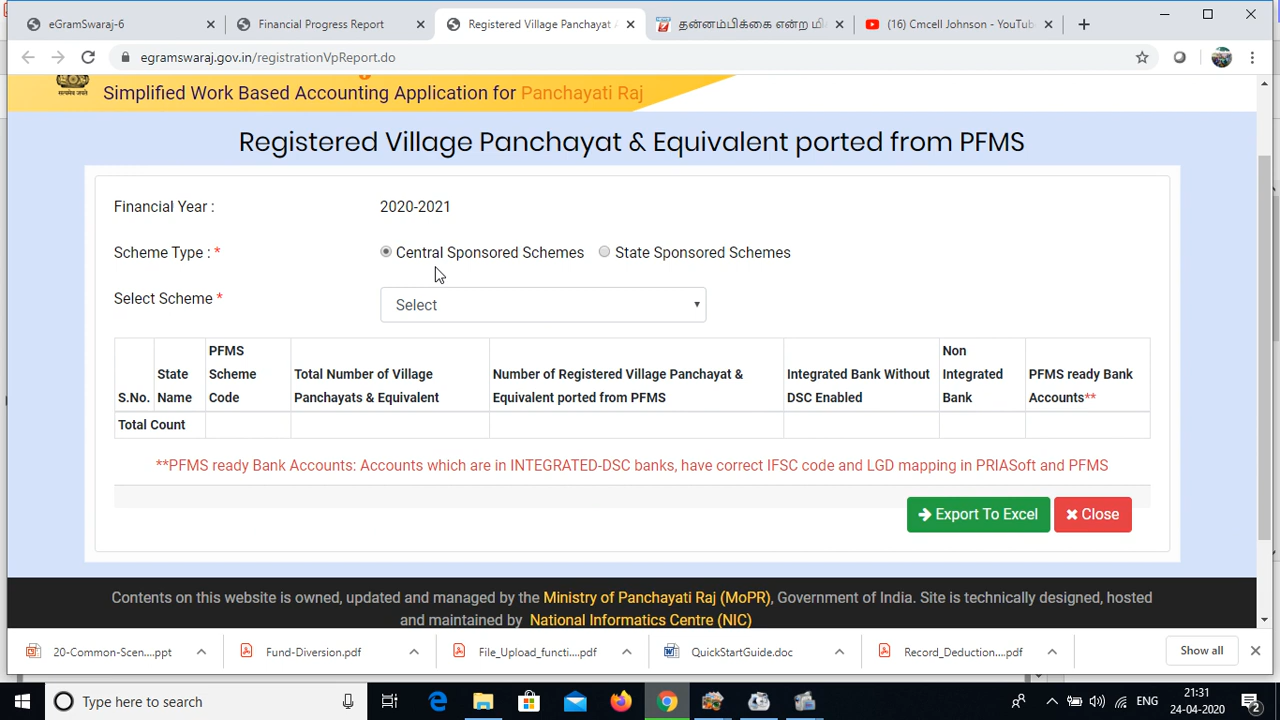 eGramSwaraj-6
Financial Progress Report
Registered Village Panchayat
தன்னம்பிக்கை என்ற மி
(16) Cmcell Johnson - YouTub
egramswaraj.gov.in/registrationVpReport.do
सत्यमेव जयते
Simplified Work Based Accounting Application for Panchayati Raj
Registered Village Panchayat & Equivalent ported from PFMS
Financial Year :
2020-2021
Scheme Type : *
Central Sponsored Schemes
State Sponsored Schemes
Select Scheme *
Select
S.No.
State Name
PFMS Scheme Code
Total Number of Village Panchayats & Equivalent
Number of Registered Village Panchayat & Equivalent ported from PFMS
Integrated Bank Without DSC Enabled
Non Integrated Bank
PFMS ready Bank Accounts**
Total Count
**PFMS ready Bank Accounts: Accounts which are in INTEGRATED-DSC banks, have correct IFSC code and LGD mapping in PRIASoft and PFMS
Export To Excel
Close
Contents on this website is owned, updated and managed by the Ministry of Panchayati Raj (MoPR), Government of India. Site is technically designed, hosted
and maintained by National Informatics Centre (NIC)
20-Common-Scen....ppt
Fund-Diversion.pdf
File_Upload_functi....pdf
QuickStartGuide.doc
Record_Deduction....pdf
Show all
Type here to search
ENG
21:31
24-04-2020
2